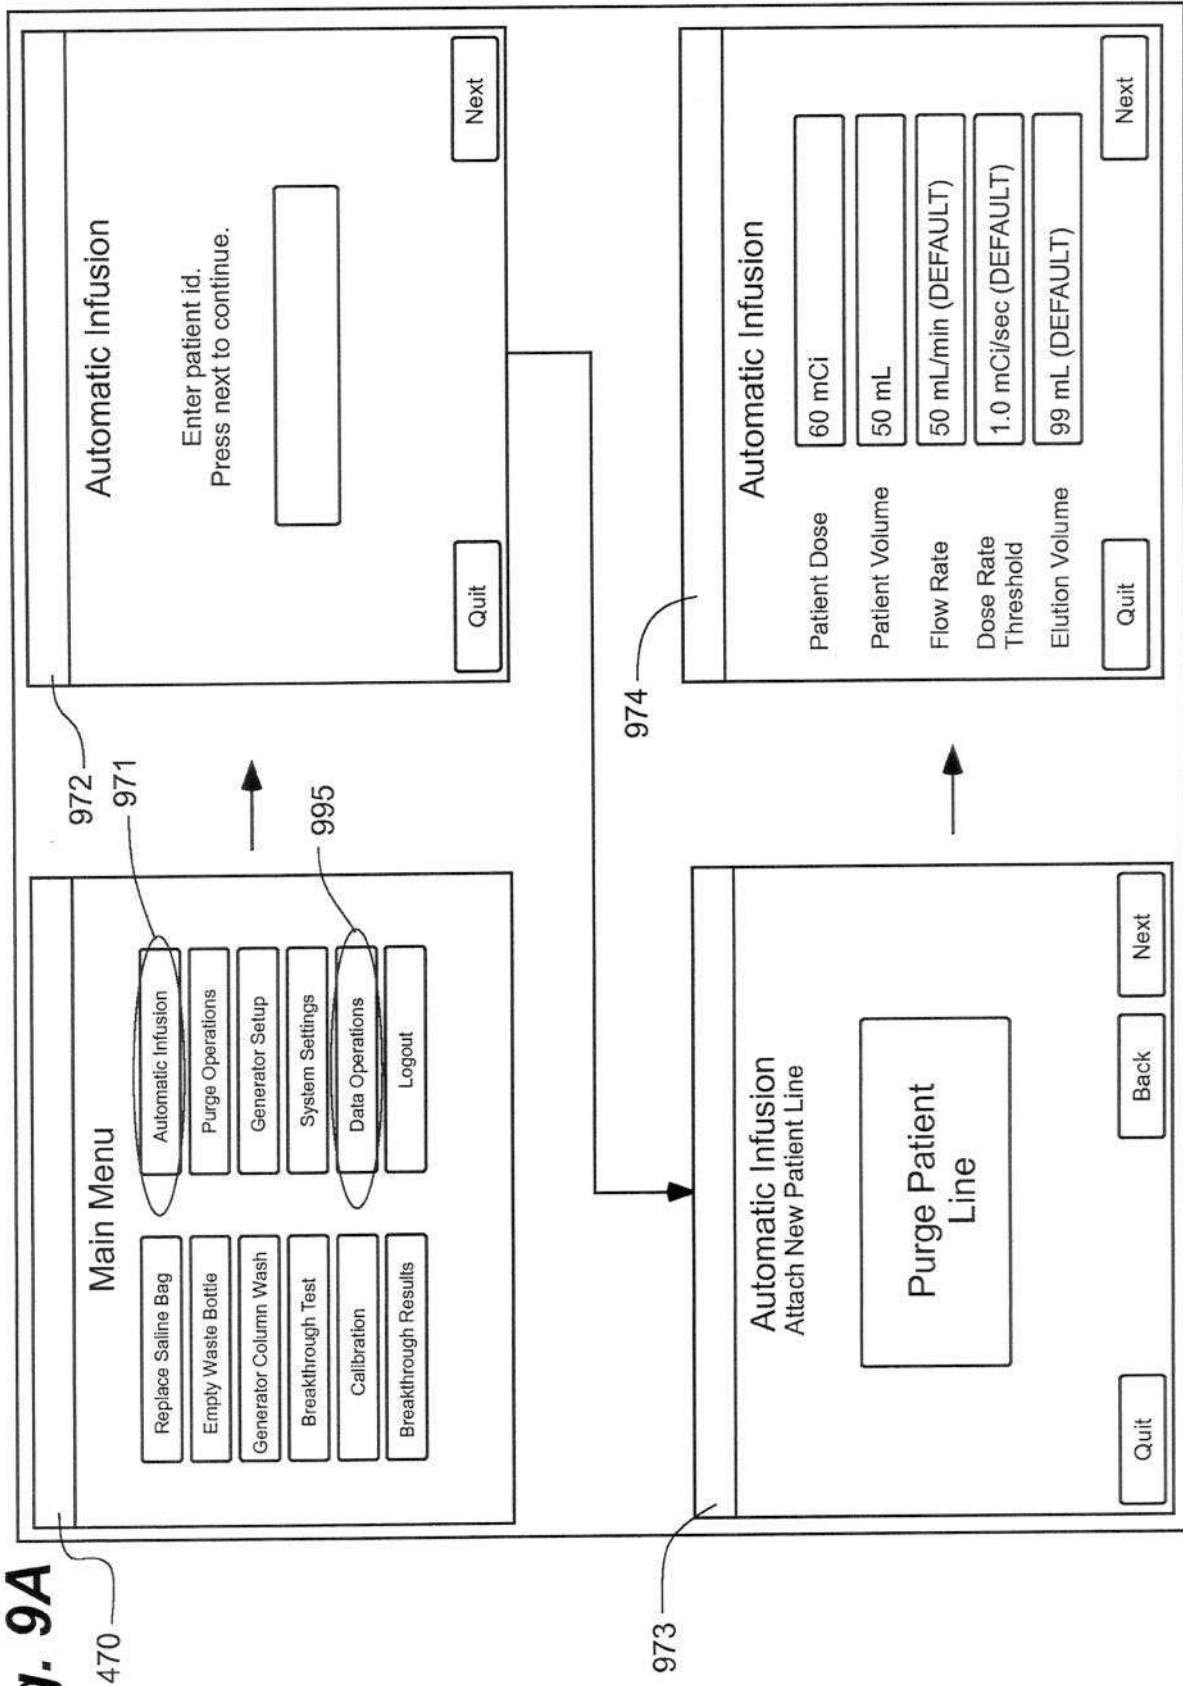 g. 9A
470
Main Menu
Replace Saline Bag
Empty Waste Bottle
Generator Column Wash
Breakthrough Test
Calibration
Breakthrough Results
Automatic Infusion
Purge Operations
Generator Setup
System Settings
Data Operations
Logout
971
995
972
Automatic Infusion
Enter patient id.
Press next to continue.
Quit
Next
973
Automatic Infusion
Attach New Patient Line
Purge Patient
Line
Quit
Back
Next
974
Automatic Infusion
Patient Dose
60 mCi
Patient Volume
50 mL
Flow Rate
50 mL/min (DEFAULT)
Dose Rate
Threshold
1.0 mCi/sec (DEFAULT)
Elution Volume
99 mL (DEFAULT)
Quit
Next